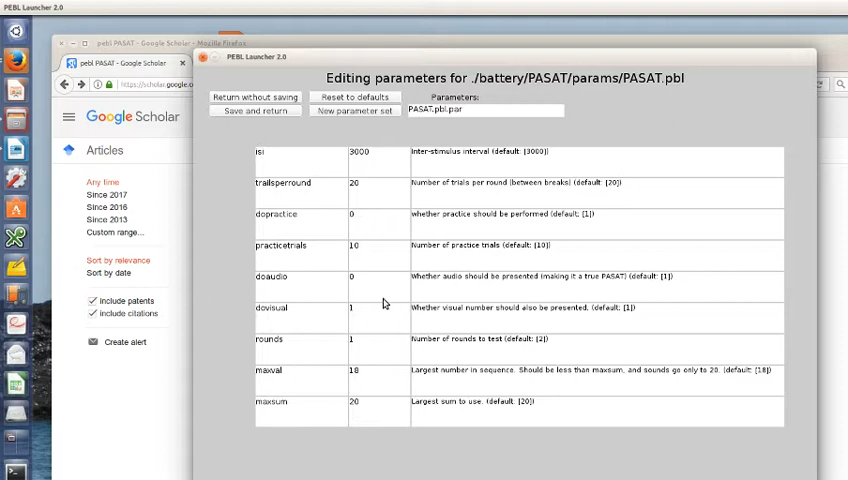 PEBL Launcher 2.0
pebl PASAT - Google Scholar - Mozilla Firefox
pebl PASAT - Google Scholar ×
https://scholar.google.c
Google Scholar
Articles
Any time
Since 2017
Since 2016
Since 2013
Custom range...
Sort by relevance
Sort by date
include patents
include citations
Create alert
PEBL Launcher 2.0
Editing parameters for ./battery/PASAT/params/PASAT.pbl
Return without saving Reset to defaults Parameters:
Save and return New parameter set PASAT.pbl.par
isi 3000 Inter-stimulus interval (default: [3000])
trailsperround 20 Number of trials per round (between breaks) (default: [20])
dopractice 0 whether practice should be performed (default: [1])
practicetrials 10 Number of practice trials (default: [10])
doaudio 0 Whether audio should be presented (making it a true PASAT) (default: [1])
dovisual 1 Whether visual number should also be presented. (default: [1])
rounds 1 Number of rounds to test (default: [2])
maxval 18 Largest number in sequence. Should be less than maxsum, and sounds go only to 20. (default: [18])
maxsum 20 Largest sum to use. (default: [20])